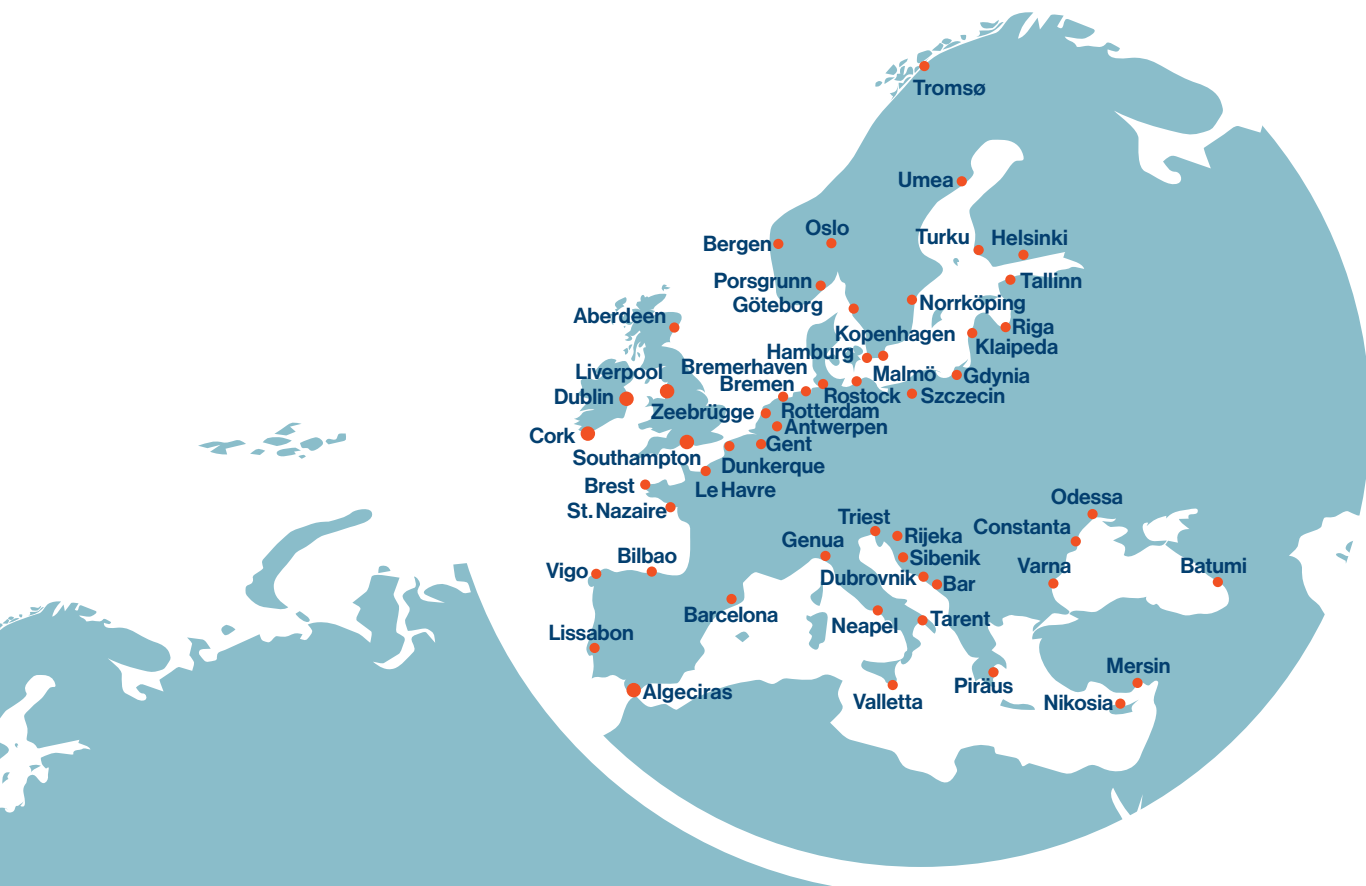 Tromsø
Umea
Oslo
Bergen
Turku
Helsinki
Porsgrunn
Tallinn
Göteborg
Norrköping
Aberdeen
Kopenhagen
Riga
Klaipeda
Hamburg
Bremerhaven
Liverpool
Malmö
Gdynia
Bremen
Dublin
Rostock
Szczecin
Zeebrügge
Rotterdam
Antwerpen
Cork
Gent
Southampton
Dunkerque
Brest
Le Havre
St. Nazaire
Odessa
Triest
Constanta
Rijeka
Genua
Sibenik
Bilbao
Vigo
Dubrovnik
Bar
Varna
Batumi
Barcelona
Neapel
Tarent
Lissabon
Mersin
Piräus
Algeciras
Valletta
Nikosia